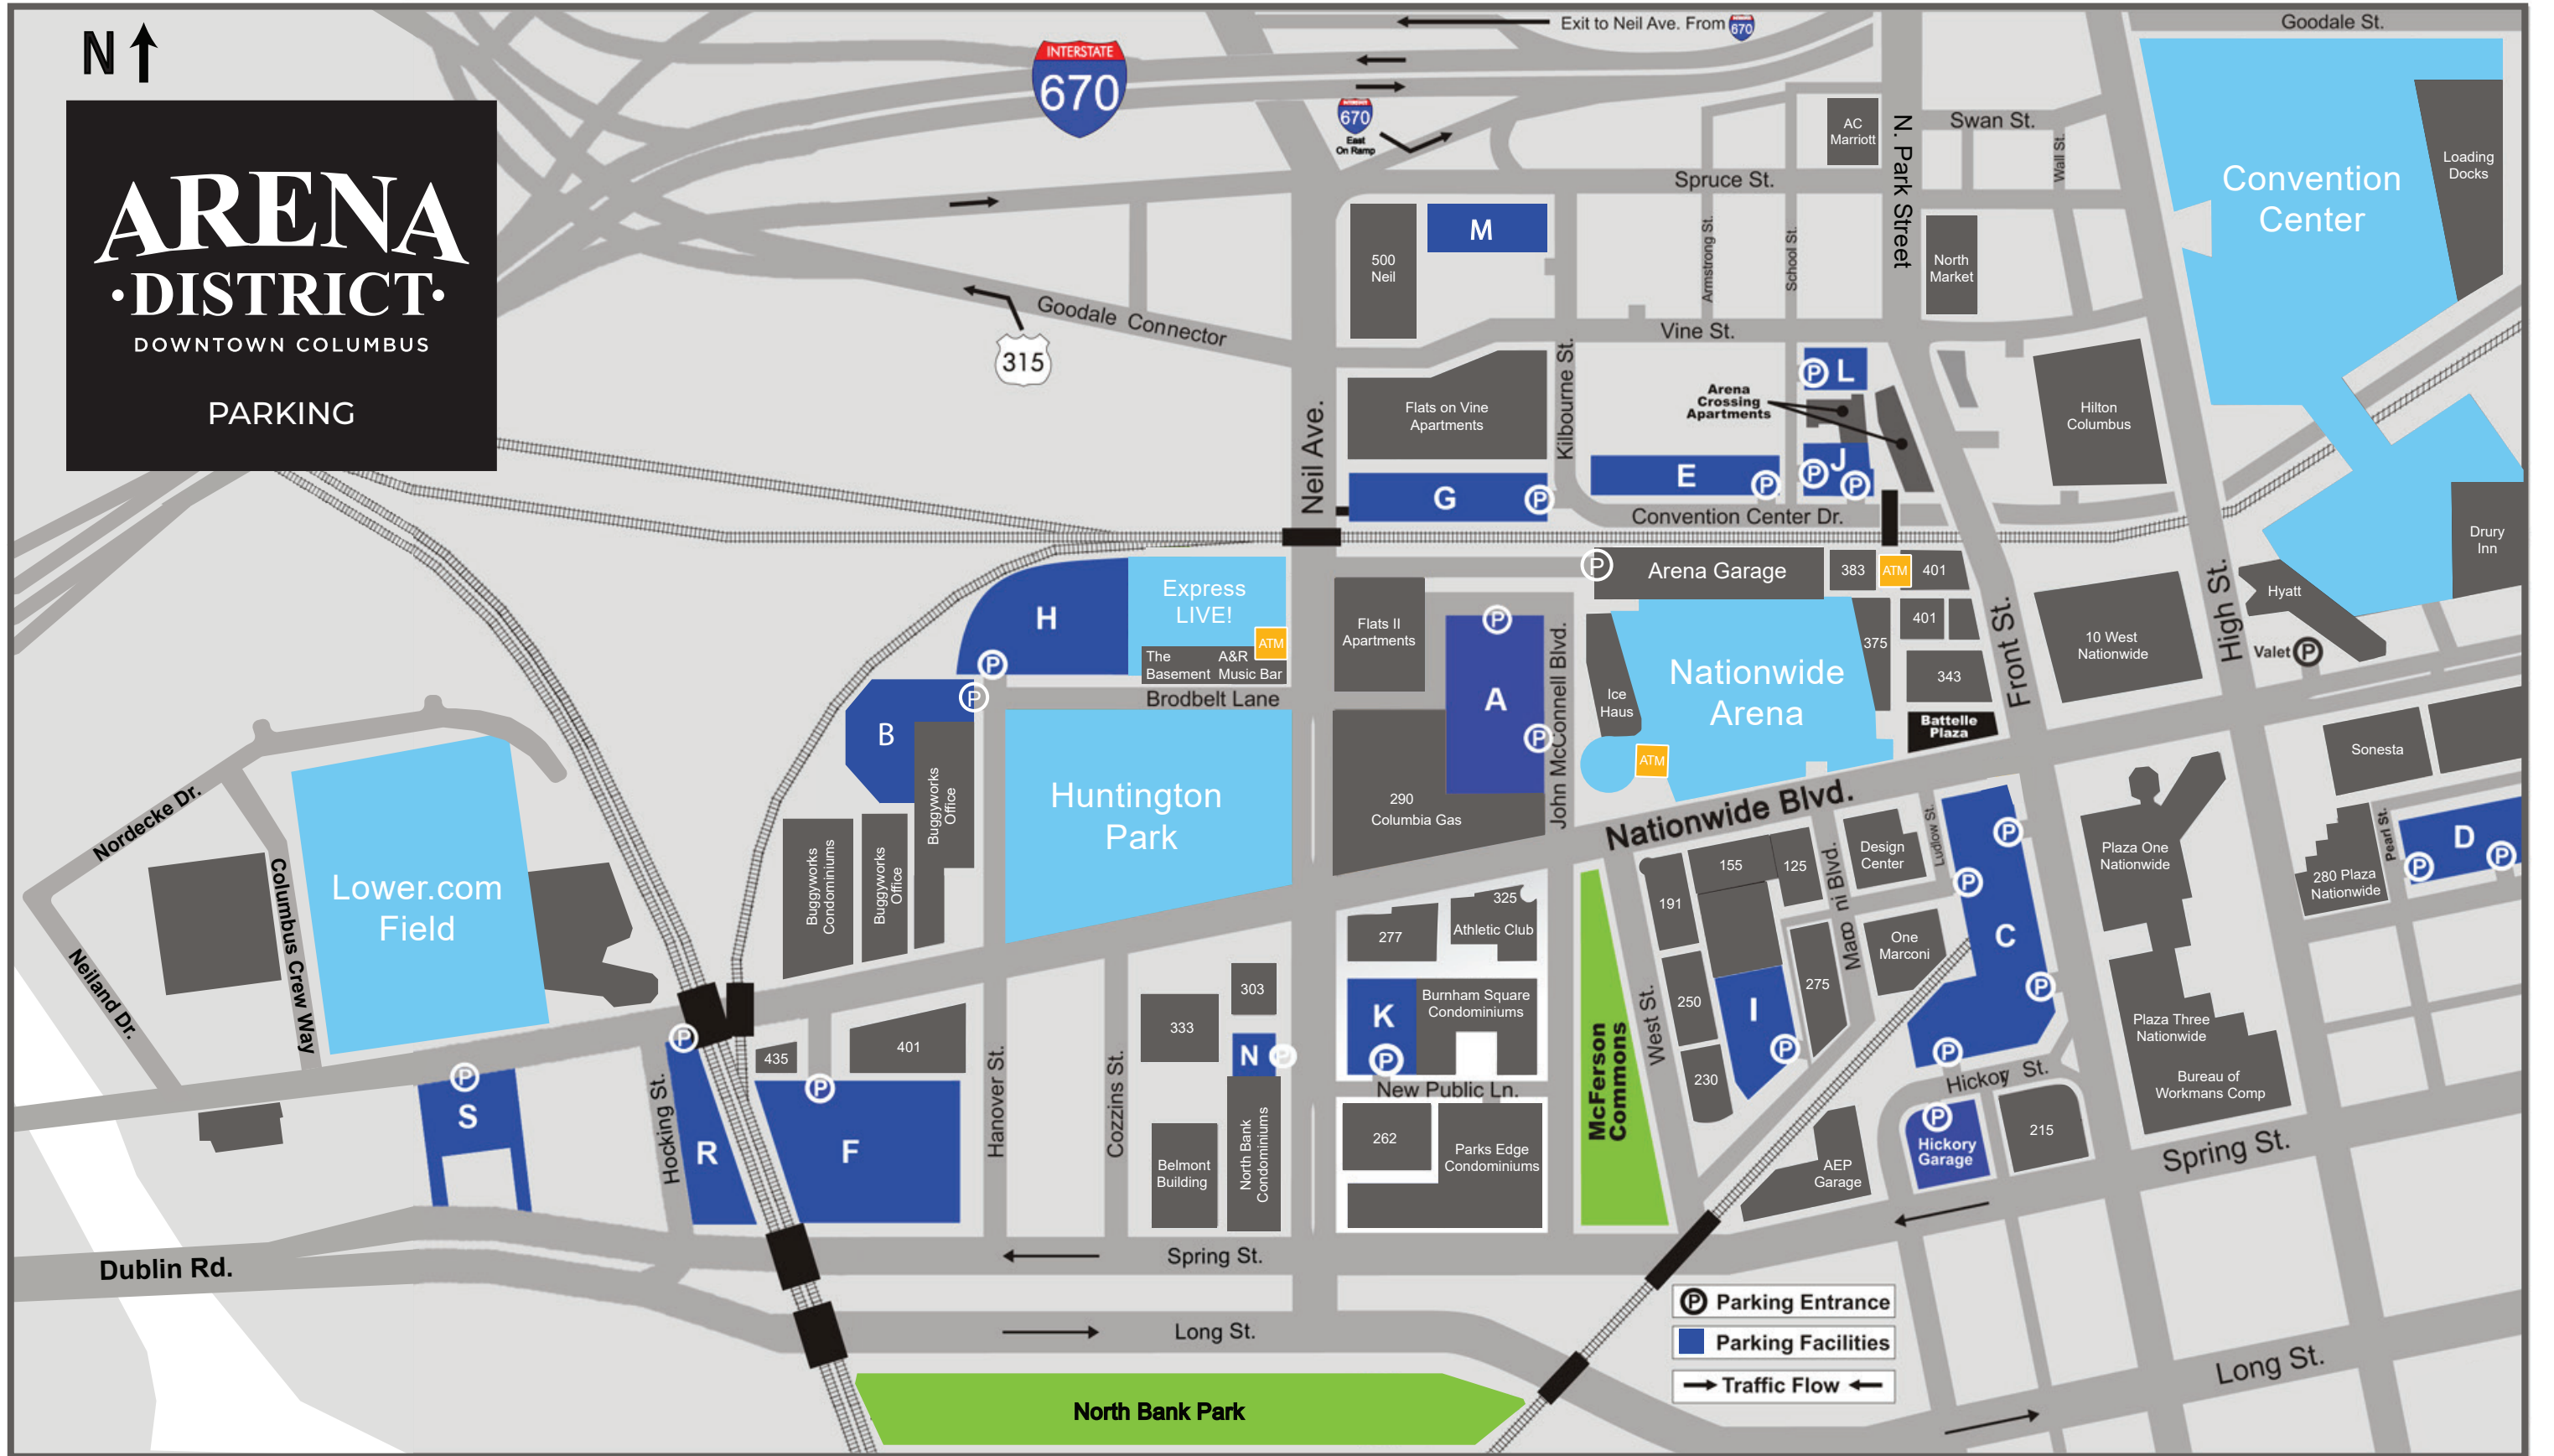 N
ARENA
·DISTRICT·
DOWNTOWN COLUMBUS
PARKING
Exit to Neil Ave. From 670
Goodale St.
INTERSTATE
670
INTERSTATE
670
East
On Ramp
AC
Marriott
N. Park Street
Swan St.
Wall St.
Convention
Center
Loading
Docks
Spruce St.
M
500
Neil
Armstrong St.
School St.
North
Market
315
Goodale Connector
Vine St.
Neil Ave.
Kilbourne St.
Flats on Vine
Apartments
Arena
Crossing
Apartments
P L
Hilton
Columbus
G P
E P
P J P
Convention Center Dr.
Drury
Inn
H
P
Express
LIVE!
ATM
The
Basement
A&R
Music Bar
Flats II
Apartments
P
A
P
John McConnell Blvd.
P
Arena Garage
383
ATM
401
401
375
343
Battelle
Plaza
Ice
Haus
Nationwide
Arena
ATM
Front St.
10 West
Nationwide
High St.
Hyatt
Valet P
Brodbelt Lane
P
B
Buggyworks
Office
Huntington
Park
290
Columbia Gas
Nationwide Blvd.
Sonesta
Nordecke Dr.
Columbus Crew Way
Neiland Dr.
Lower.com
Field
Buggyworks
Condominiums
Buggyworks
Office
277
325
Athletic Club
191
155
125
Design
Center
Ludlow St.
P
P
C
P
P
Plaza One
Nationwide
280 Plaza
Nationwide
Pearl St.
D
P
P
Marconi Blvd.
One
Marconi
275
250
I
P
230
West St.
McFerson
Commons
K
P
Burnham Square
Condominiums
303
333
N P
P
S
P
R
Hocking St.
435
401
P
F
Hanover St.
Cozzins St.
New Public Ln.
Belmont
Building
North Bank
Condominiums
262
Parks Edge
Condominiums
AEP
Garage
Hickory St.
P
Hickory
Garage
215
Plaza Three
Nationwide
Bureau of
Workmans Comp
Spring St.
Dublin Rd.
Spring St.
Long St.
North Bank Park
P Parking Entrance
Parking Facilities
Traffic Flow
Long St.